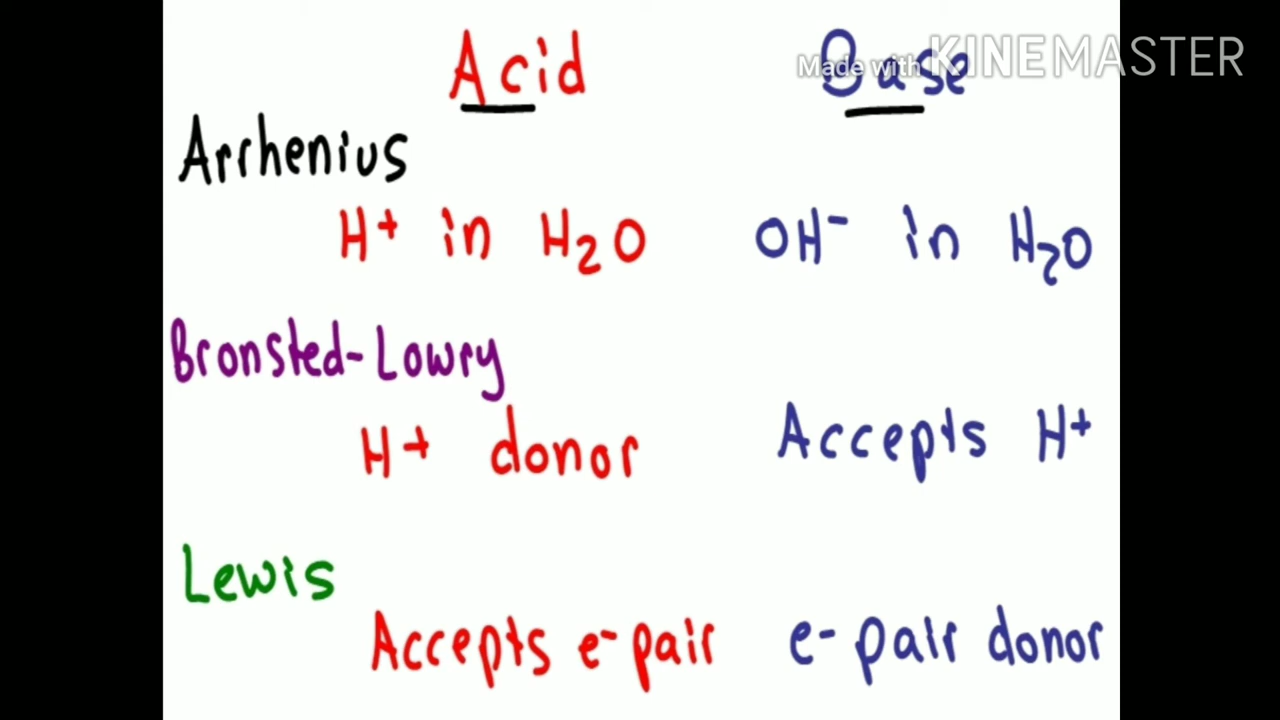 Acid Base
Made with KINEMASTER
Arrhenius
H+ in H2O OH- in H2O
Bronsted-Lowry
H+ donor Accepts H+
Lewis
Accepts e- pair e- pair donor